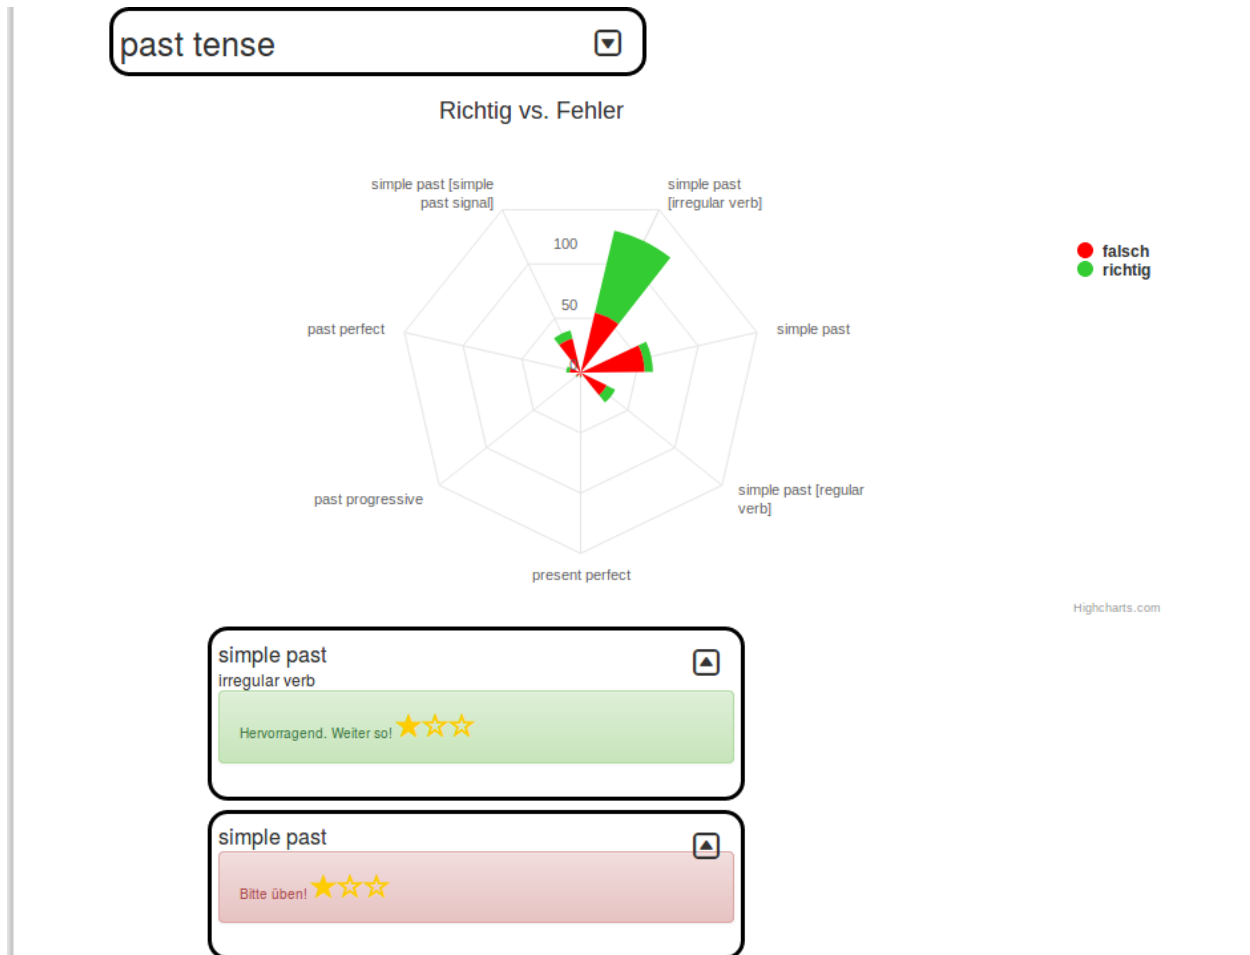 past tense
Richtig vs. Fehler
simple past [simple
past signal]
simple past
[irregular verb]
100
50
falsch
richtig
past perfect
simple past
past progressive
simple past [regular
verb]
present perfect
Highcharts.com
simple past
irregular verb
Hervorragend. Weiter so!
simple past
Bitte üben!